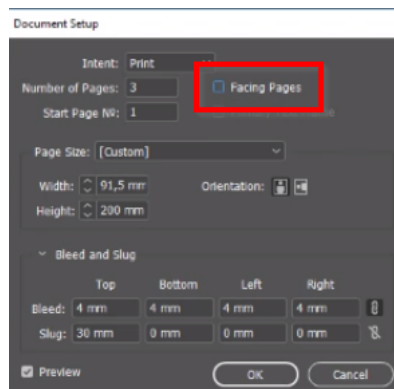 Document Setup
Intent: Print
Number of Pages: 3 Facing Pages
Start Page №: 1
Page Size: [Custom]
Width: 91,5 mm Orientation:
Height: 200 mm
Bleed and Slug
Top Bottom Left Right
Bleed: 4 mm 4 mm 4 mm 4 mm
Slug: 30 mm 0 mm 0 mm 0 mm
Preview OK Cancel